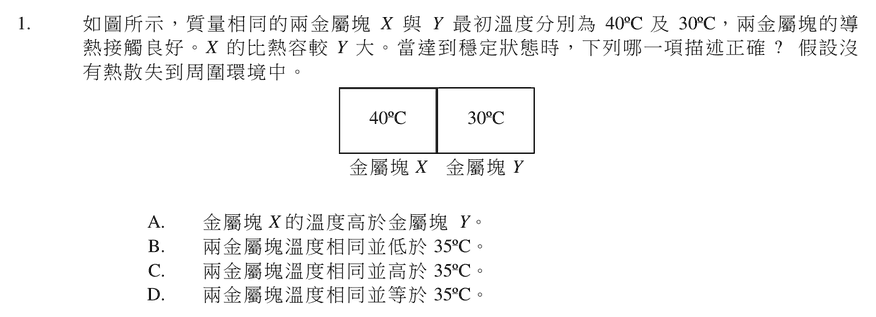 1. 如圖所示，質量相同的兩金屬塊 X 與 Y 最初溫度分別為 40ºC 及 30ºC，兩金屬塊的導
熱接觸良好。X 的比熱容較 Y 大。當達到穩定狀態時，下列哪一項描述正確？ 假設沒
有熱散失到周圍環境中。
40ºC 30ºC
金屬塊 X 金屬塊 Y
A. 金屬塊 X 的溫度高於金屬塊 Y。
B. 兩金屬塊溫度相同並低於 35ºC。
C. 兩金屬塊溫度相同並高於 35ºC。
D. 兩金屬塊溫度相同並等於 35ºC。